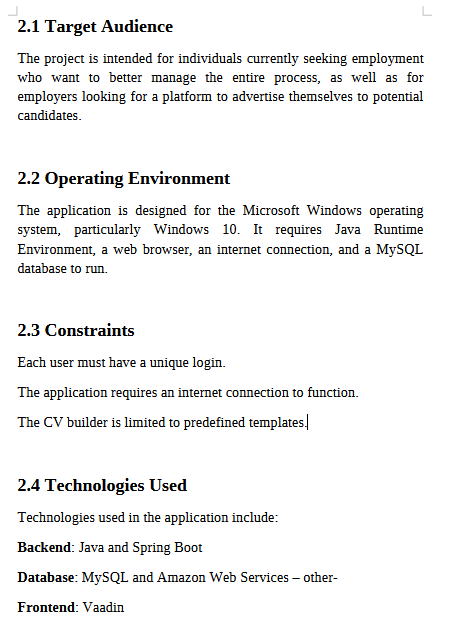 2.1 Target Audience
The project is intended for individuals currently seeking employment
who want to better manage the entire process, as well as for
employers looking for a platform to advertise themselves to potential
candidates.
2.2 Operating Environment
The application is designed for the Microsoft Windows operating
system, particularly Windows 10. It requires Java Runtime
Environment, a web browser, an internet connection, and a MySQL
database to run.
2.3 Constraints
Each user must have a unique login.
The application requires an internet connection to function.
The CV builder is limited to predefined templates.
2.4 Technologies Used
Technologies used in the application include:
Backend: Java and Spring Boot
Database: MySQL and Amazon Web Services – other-
Frontend: Vaadin